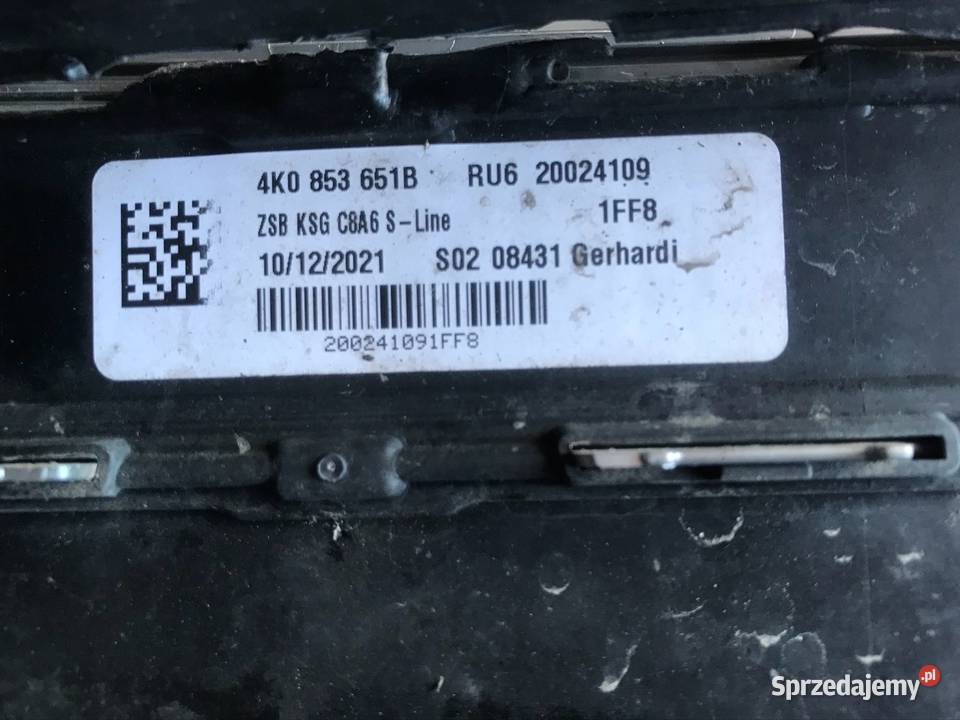 4K0 853 651B RU6 20024109
ZSB KSG C8A6 S-Line 1FF8
10/12/2021 S02 08431 Gerhardi
200241091FF8
Sprzedajemy.pl